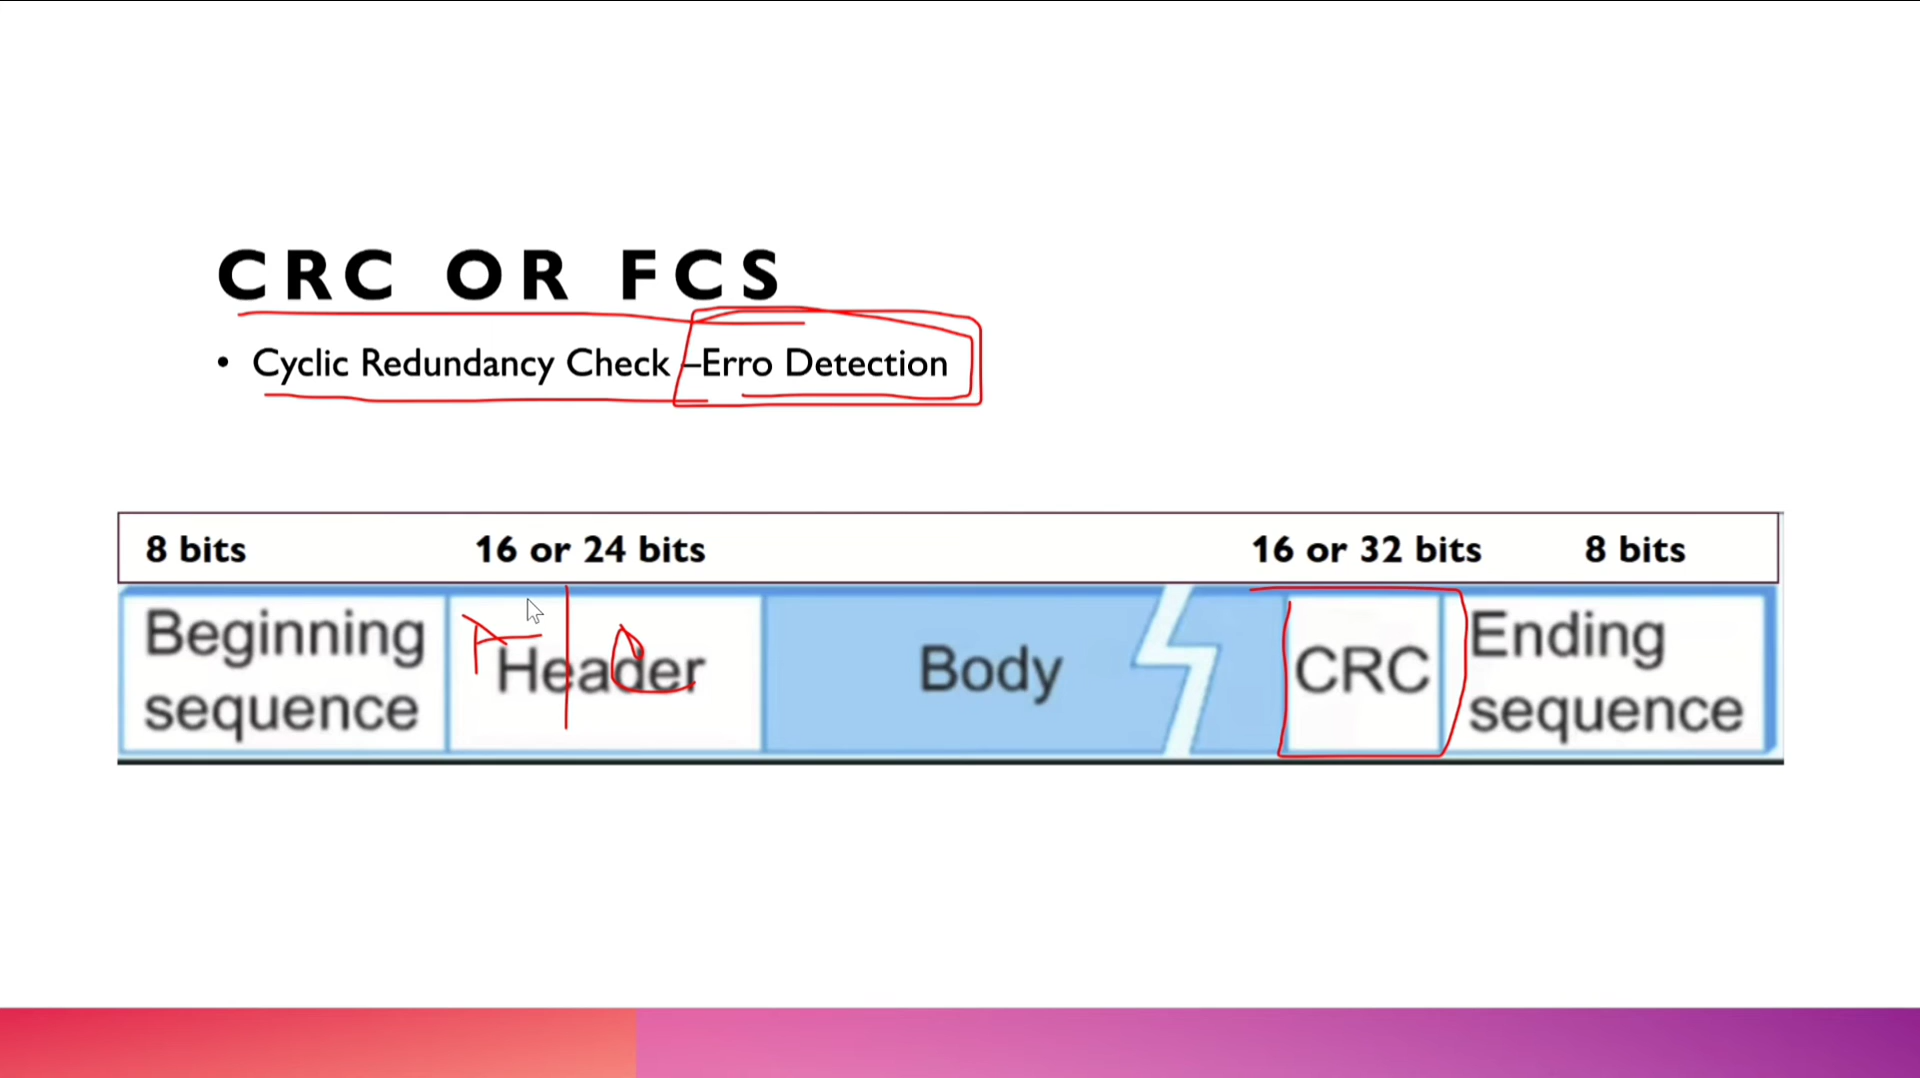 CRC OR FCS
• Cyclic Redundancy Check –Erro Detection
8 bits 16 or 24 bits 16 or 32 bits 8 bits
Beginning sequence Header Body CRC Ending sequence